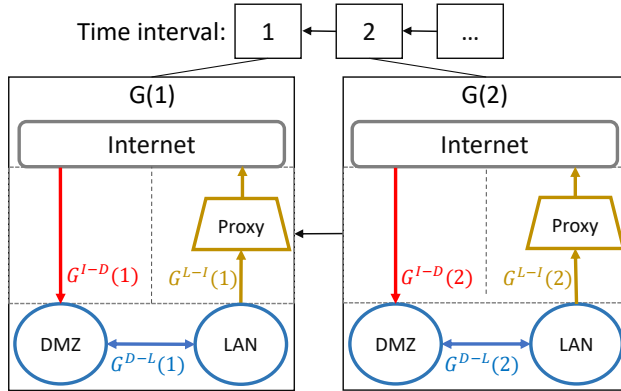 Time interval: 1 2 ...
G(1)
Internet
Proxy
G^{I-D}(1) G^{L-I}(1)
DMZ LAN
G^{D-L}(1)
G(2)
Internet
Proxy
G^{I-D}(2) G^{L-I}(2)
DMZ LAN
G^{D-L}(2)